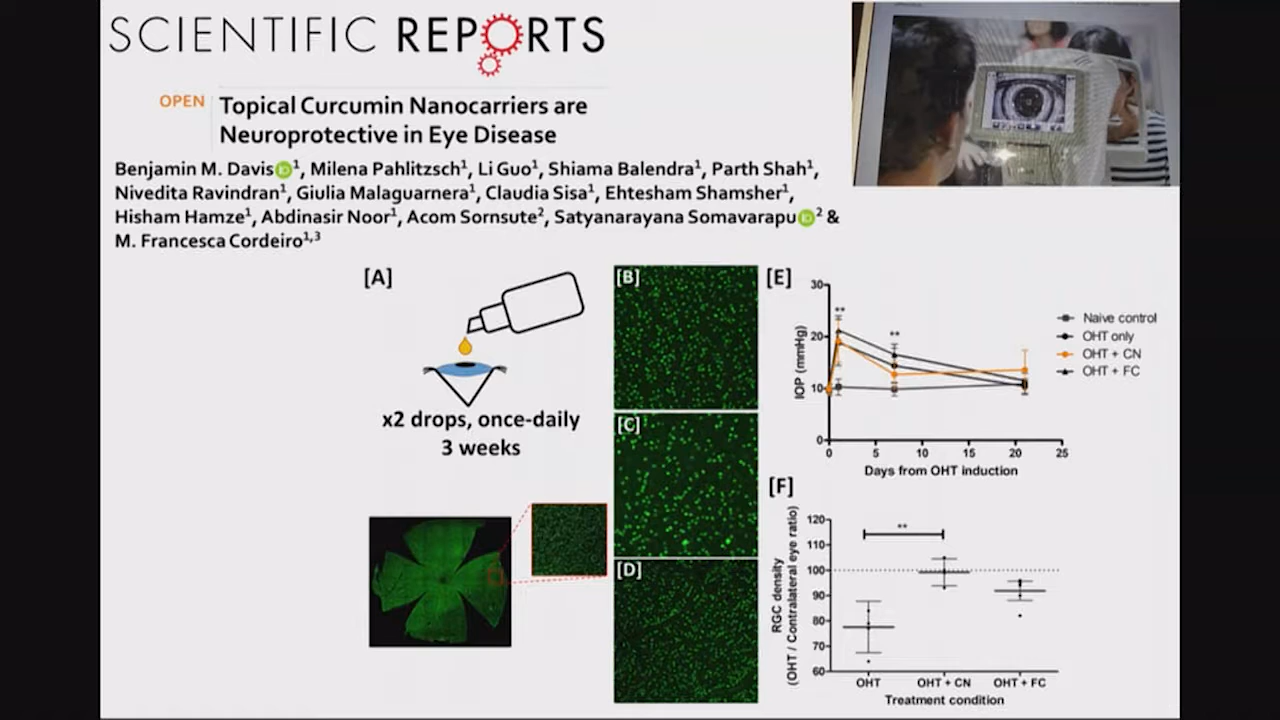 SCIENTIFIC REPORTS
OPEN
Topical Curcumin Nanocarriers are
Neuroprotective in Eye Disease
Benjamin M. Davis¹, Milena Pahlitzsch¹, Li Guo¹, Shiama Balendra¹, Parth Shah¹,
Nivedita Ravindran¹, Giulia Malaguarnera¹, Claudia Sisa¹, Ehtesham Shamsher¹,
Hisham Hamze¹, Abdinasir Noor¹, Acom Sornsute², Satyanarayana Somavarapu² &
M. Francesca Cordeiro¹,³
[A]
x2 drops, once-daily
3 weeks
[B]
[C]
[D]
[E]
IOP (mmHg)
30
20
10
0
0 5 10 15 20 25
Days from OHT induction
**
**
Naive control
OHT only
OHT + CN
OHT + FC
[F]
RGC density
(OHT / Contralateral eye ratio)
120
110
100
90
80
70
60
**
OHT OHT + CN OHT + FC
Treatment condition